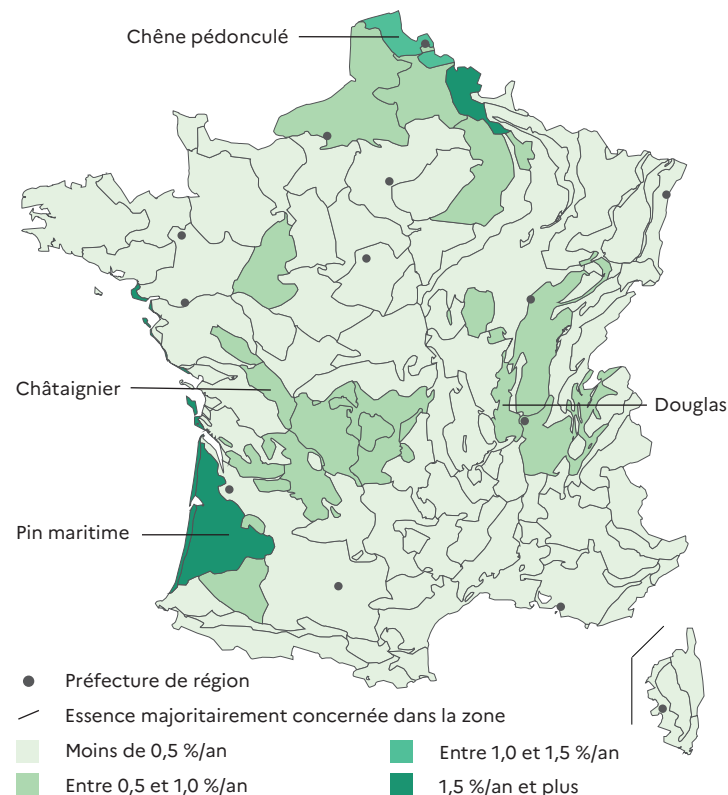 Chêne pédonculé
Châtaignier
Douglas
Pin maritime
Préfecture de région
Essence majoritairement concernée dans la zone
Moins de 0,5 %/an
Entre 1,0 et 1,5 %/an
Entre 0,5 et 1,0 %/an
1,5 %/an et plus